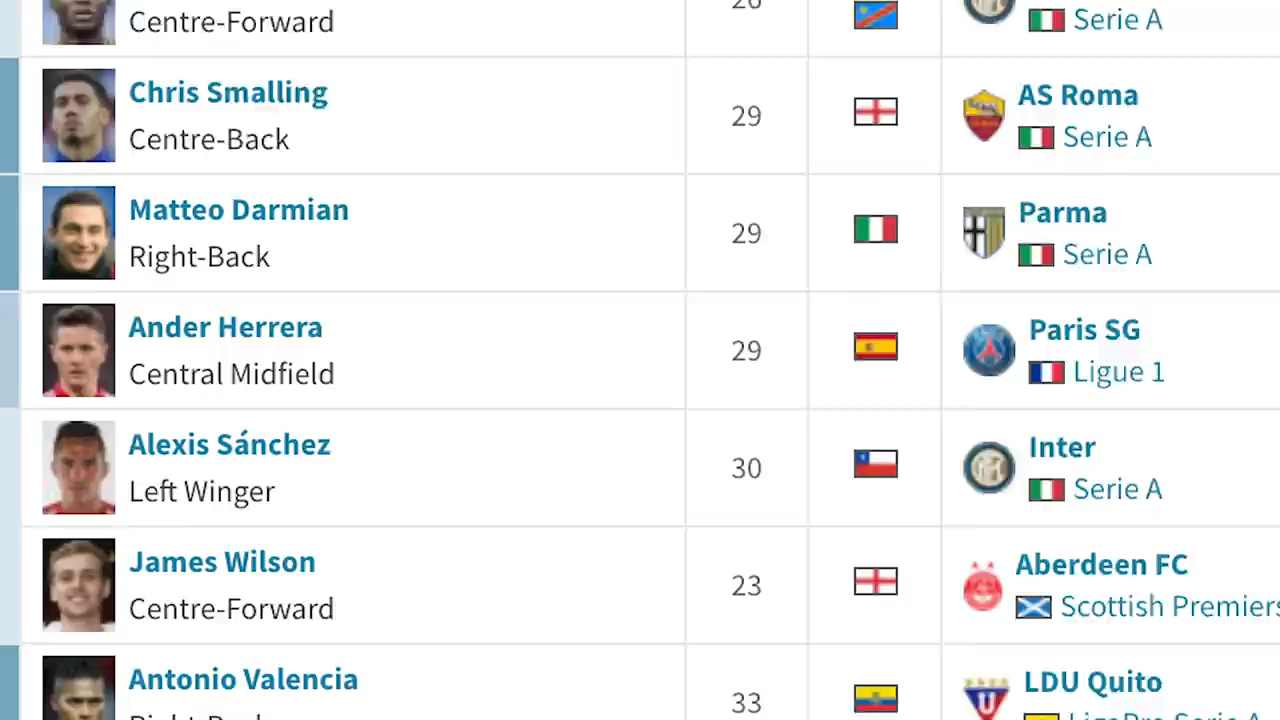 Centre-Forward
Serie A
Chris Smalling
Centre-Back
29
AS Roma
Serie A
Matteo Darmian
Right-Back
29
Parma
Serie A
Ander Herrera
Central Midfield
29
Paris SG
Ligue 1
Alexis Sánchez
Left Winger
30
Inter
Serie A
James Wilson
Centre-Forward
23
Aberdeen FC
Scottish Premiers
Antonio Valencia
33
LDU Quito